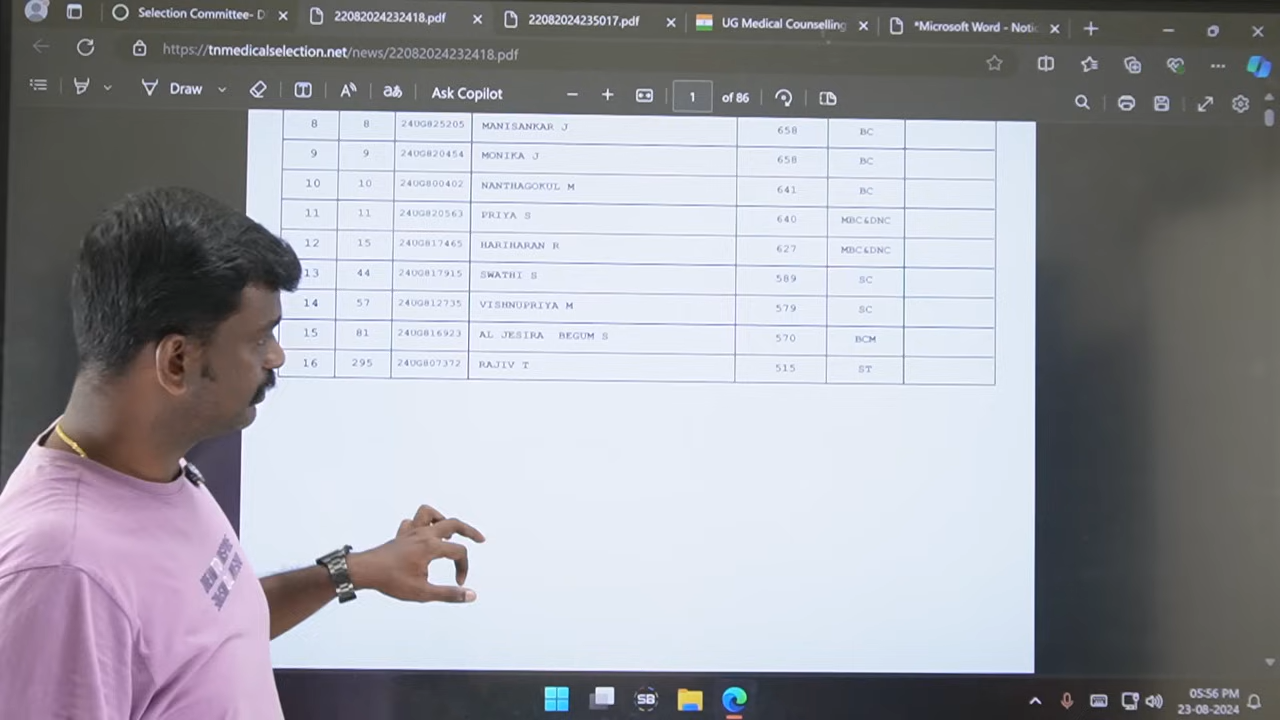 Selection Committee- D
22082024232418.pdf
22082024235017.pdf
UG Medical Counselling
*Microsoft Word - Notic
https://tnmedicalselection.net/news/22082024232418.pdf
Draw
aあ
Ask Copilot
1 of 86
8 8 24UG825205 MANISANKAR J 658 BC
9 9 24UG820454 MONIKA J 658 BC
10 10 24UG800402 NANTHAGOKUL M 641 BC
11 11 24UG820563 PRIYA S 640 MBC&DNC
12 15 24UG817465 HARIHARAN R 627 MBC&DNC
13 44 24UG817915 SWATHI S 589 SC
14 57 24UG812735 VISHNUPRIYA M 579 SC
15 81 24UG816923 AL JESIRA BEGUM S 570 BCM
16 295 24UG807372 RAJIV T 515 ST
SB
05:56 PM
23-08-2024